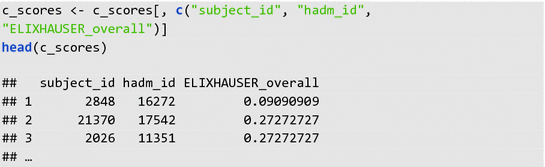 c_scores <- c_scores[, c("subject_id", "hadm_id",
"ELIXHAUSER_overall")]
head(c_scores)
##   subject_id hadm_id ELIXHAUSER_overall
## 1       2848   16272         0.09090909
## 2      21370   17542         0.27272727
## 3       2026   11351         0.27272727
## …